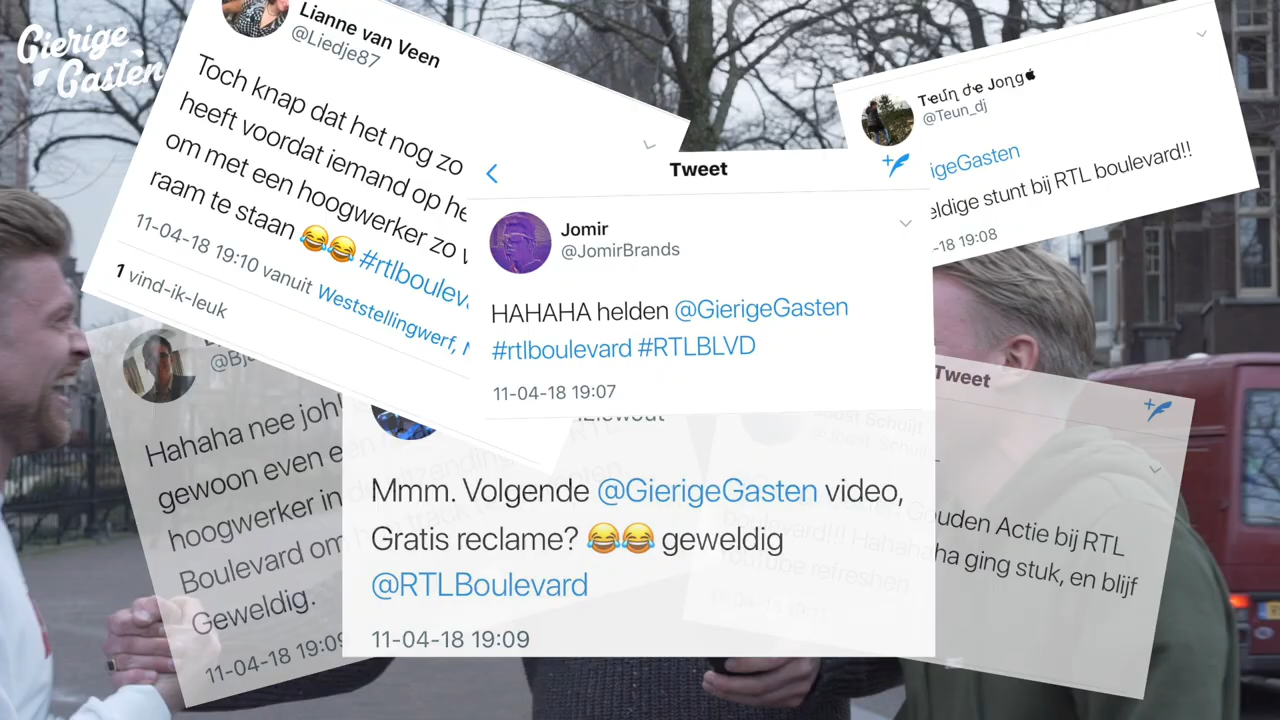 Gierige
Gasten
Lianne van Veen
@Liedje87
Toch knap dat het nog zo
heeft voordat iemand op
om met een hoogwerker zo
raam te staan 😂😂 #rtlboulev
11-04-18 19:10 vanuit Weststellingwerf,
1 vind-ik-leuk
Teun de Jong
@Teun_dj
igeGasten
eldige stunt bij RTL boulevard!!
-18 19:08
Tweet
Jomir
@JomirBrands
HAHAHA helden @GierigeGasten
#rtlboulevard #RTLBLVD
11-04-18 19:07
Hahaha nee joh!
gewoon even e
hoogwerker in
Boulevard om
Geweldig.
11-04-18 19:09
Mmm. Volgende @GierigeGasten video,
Gratis reclame? 😂😂 geweldig
@RTLBoulevard
11-04-18 19:09
Tweet
Gouden Actie bij RTL
boulevard!!! Hahahahaha ging stuk, en blijf
YouTube refreshen